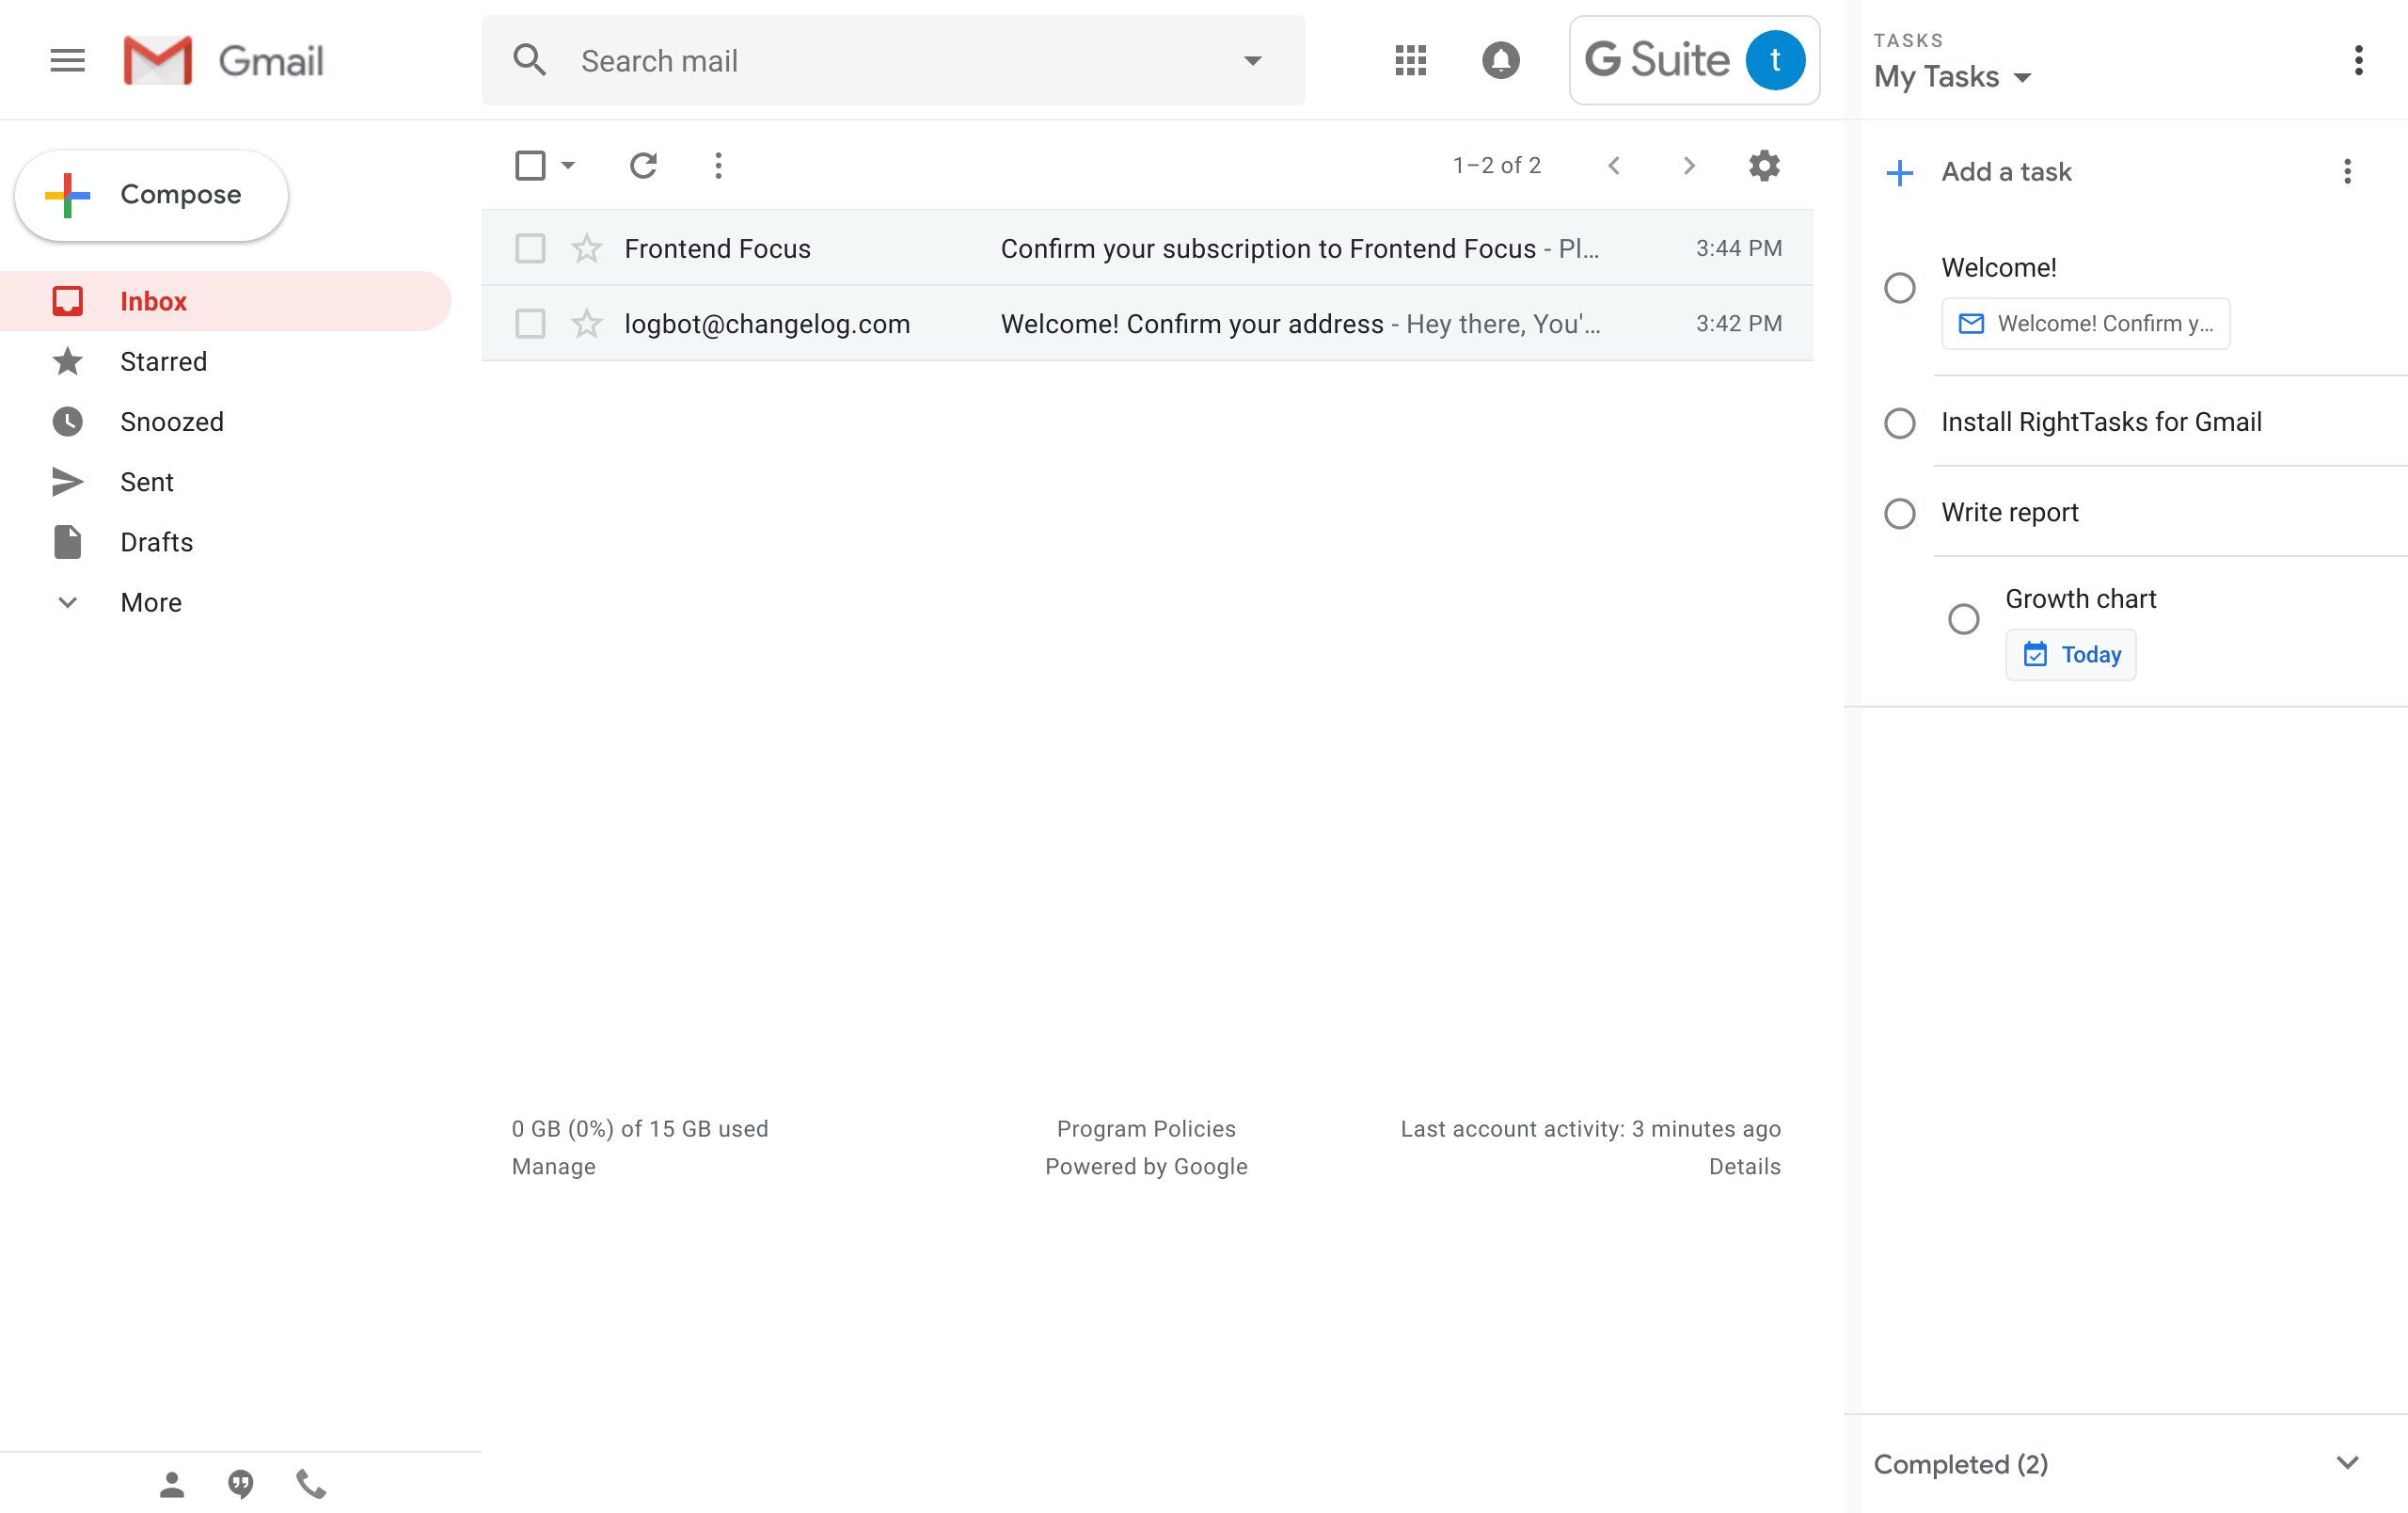 Gmail
Search mail
G Suite
t
TASKS
My Tasks
Compose
Inbox
Starred
Snoozed
Sent
Drafts
More
1–2 of 2
Frontend Focus Confirm your subscription to Frontend Focus - Pl... 3:44 PM
logbot@changelog.com Welcome! Confirm your address - Hey there, You'... 3:42 PM
0 GB (0%) of 15 GB used
Manage
Program Policies
Powered by Google
Last account activity: 3 minutes ago
Details
Add a task
Welcome!
Welcome! Confirm y...
Install RightTasks for Gmail
Write report
Growth chart
Today
Completed (2)